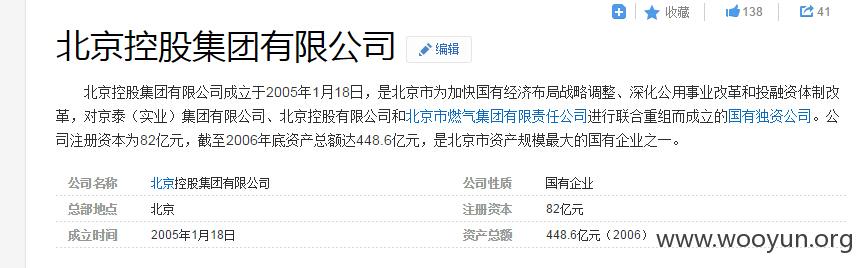 收藏 138 41
北京控股集团有限公司 编辑
北京控股集团有限公司成立于2005年1月18日，是北京市为加快国有经济布局战略调整、深化公用事业改革和投融资体制改
革，对京泰（实业）集团有限公司、北京控股有限公司和北京市燃气集团有限责任公司进行联合重组而成立的国有独资公司。公
司注册资本为82亿元，截至2006年底资产总额达448.6亿元，是北京市资产规模最大的国有企业之一。
公司名称 北京控股集团有限公司 公司性质 国有企业
总部地点 北京 注册资本 82亿元
成立时间 2005年1月18日 资产总额 448.6亿元（2006）
www.wooyun.org